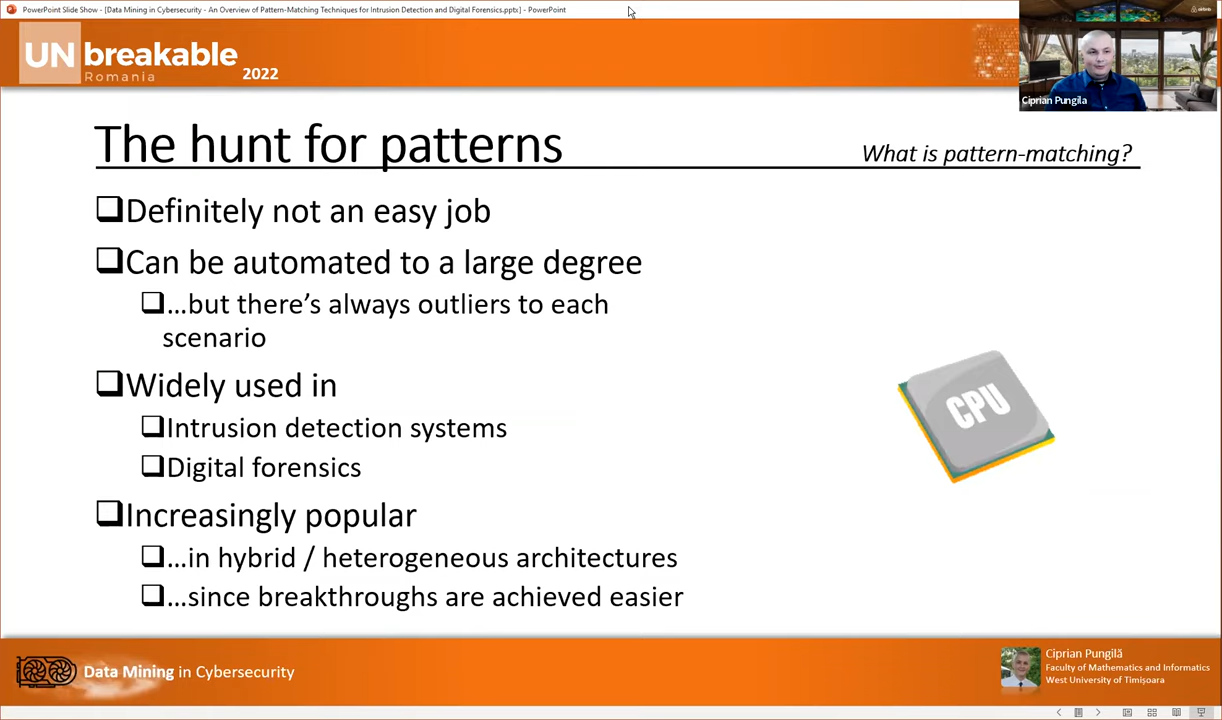 PowerPoint Slide Show - [Data Mining in Cybersecurity - An Overview of Pattern-Matching Techniques for Intrusion Detection and Digital Forensics.pptx] - PowerPoint
airbnb
UNbreakable
Romania
2022
Ciprian Pungila
The hunt for patterns
What is pattern-matching?
Definitely not an easy job
Can be automated to a large degree
...but there's always outliers to each
scenario
Widely used in
Intrusion detection systems
Digital forensics
Increasingly popular
...in hybrid / heterogeneous architectures
...since breakthroughs are achieved easier
CPU
Data Mining in Cybersecurity
Ciprian Pungilă
Faculty of Mathematics and Informatics
West University of Timișoara